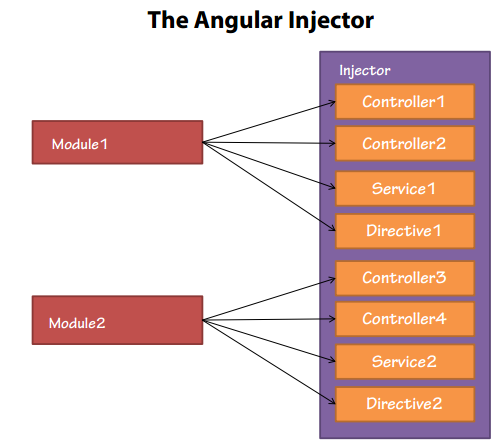 The Angular Injector
Injector
Module1
Controller1
Controller2
Service1
Directive1
Module2
Controller3
Controller4
Service2
Directive2